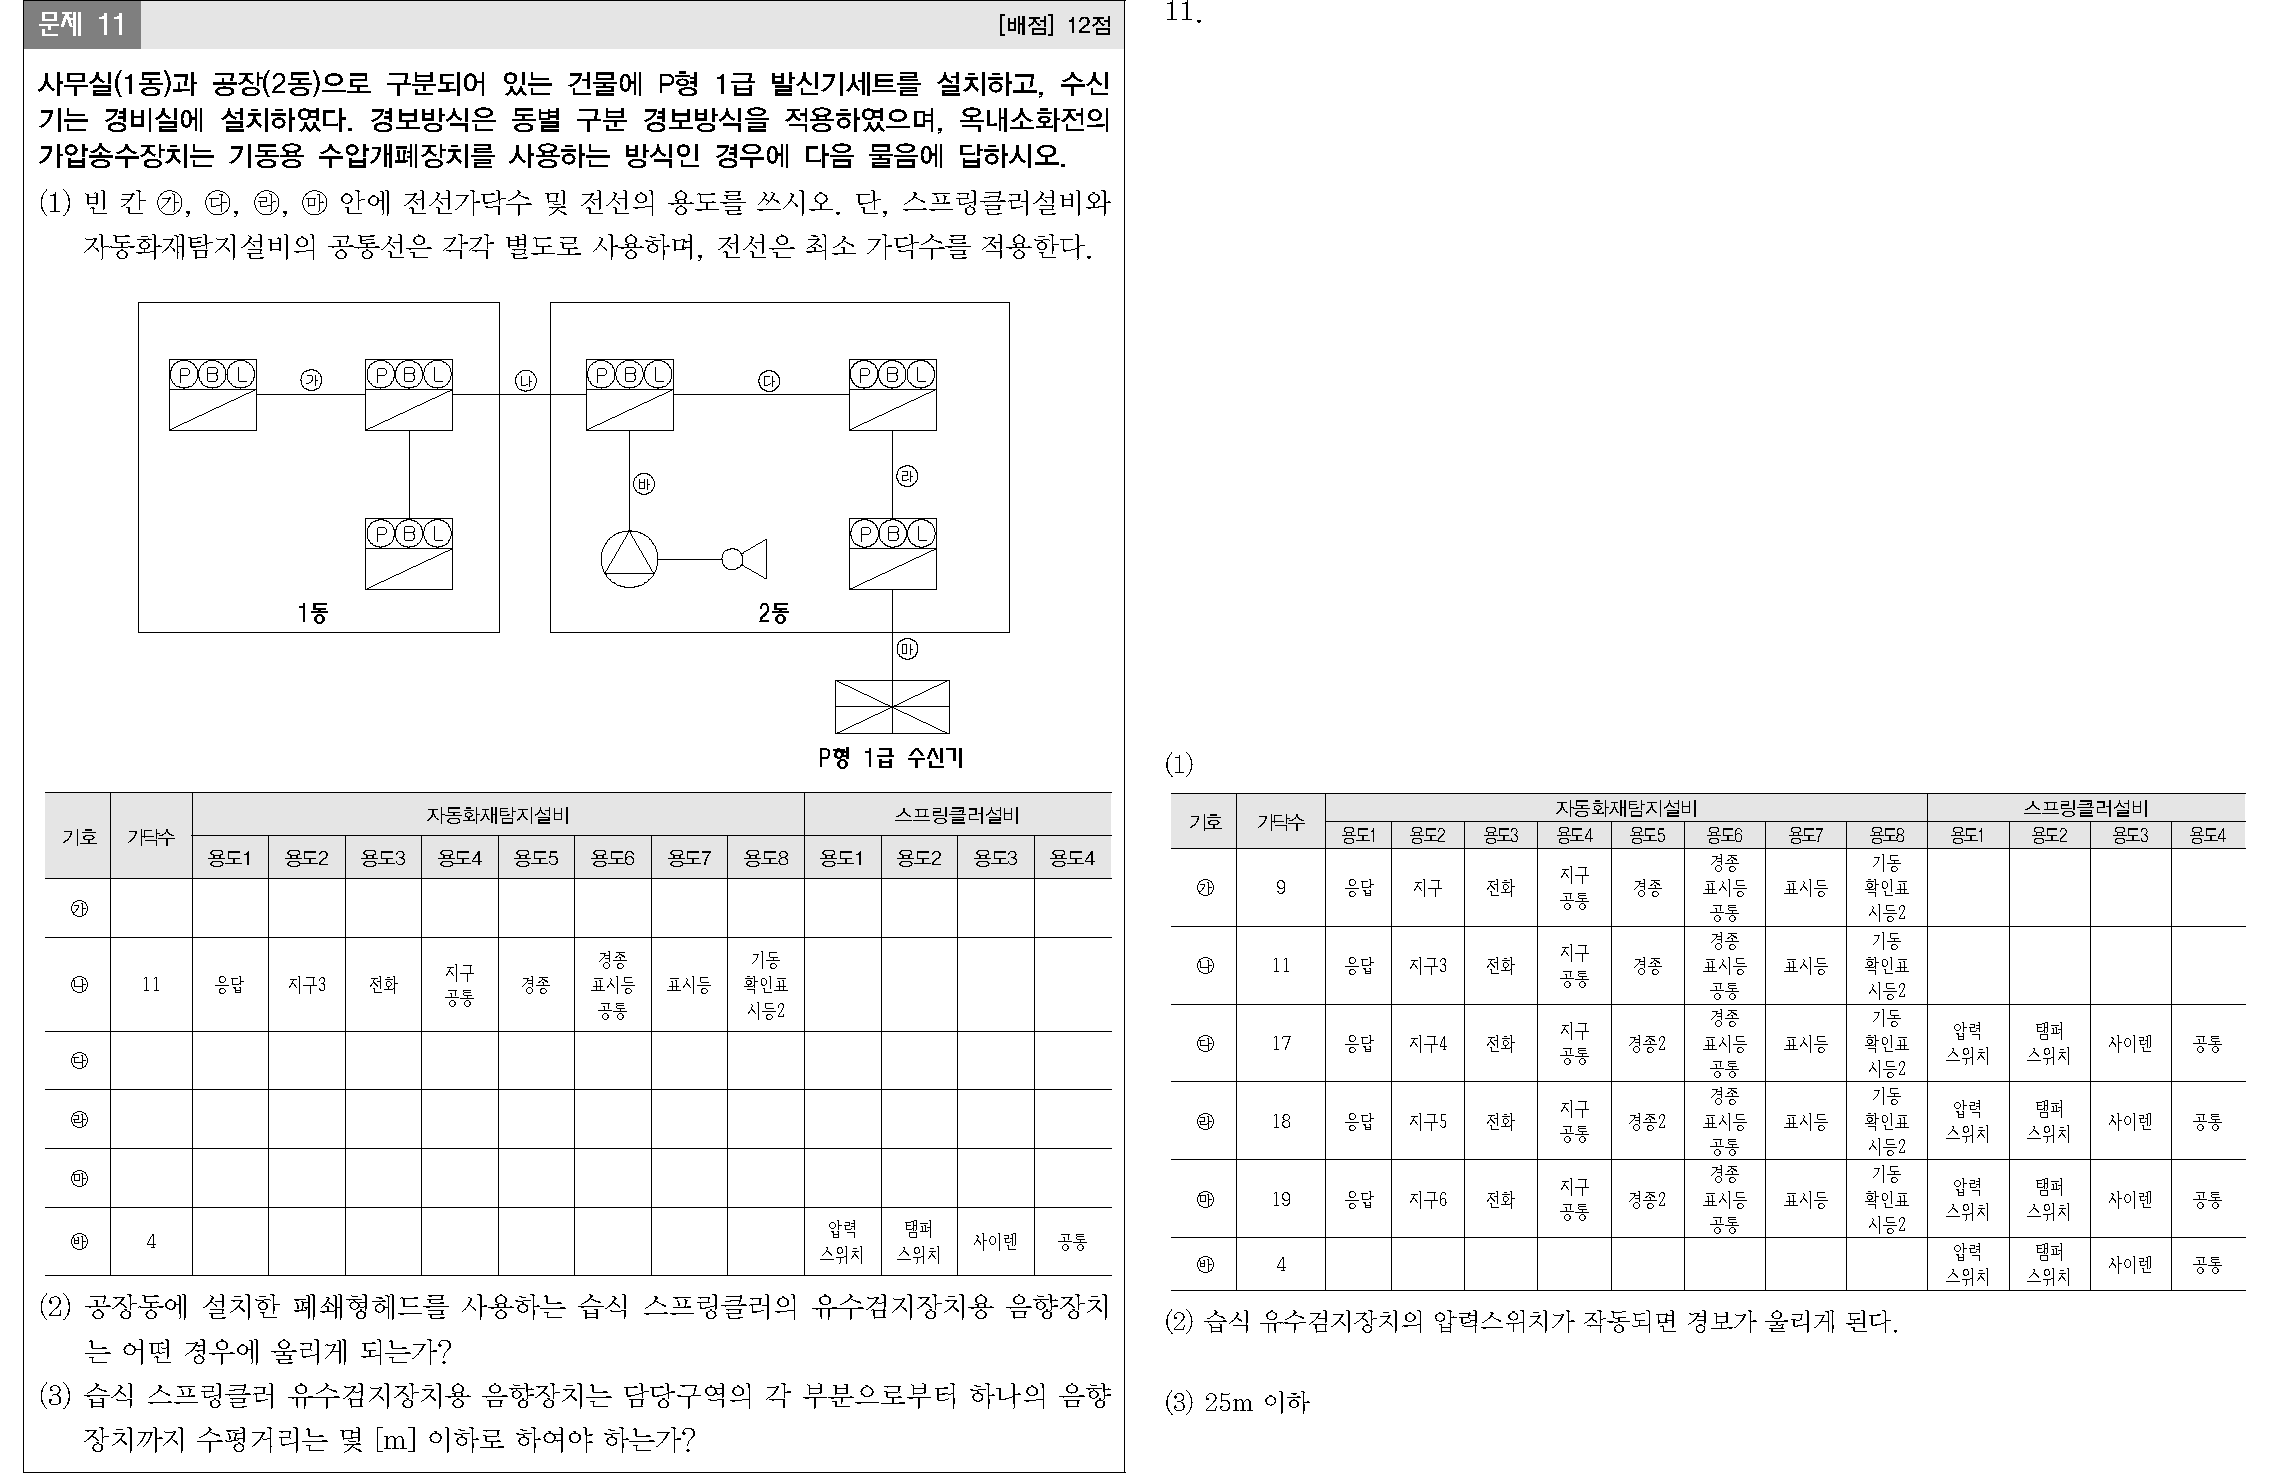 문제 11
[배점] 12점
사무실(1동)과 공장(2동)으로 구분되어 있는 건물에 P형 1급 발신기세트를 설치하고, 수신
기는 경비실에 설치하였다. 경보방식은 동별 구분 경보방식을 적용하였으며, 옥내소화전의
가압송수장치는 기동용 수압개폐장치를 사용하는 방식인 경우에 다음 물음에 답하시오.
(1) 빈 칸 ㉮, ㉰, ㉱, ㉲ 안에 전선가닥수 및 전선의 용도를 쓰시오. 단, 스프링클러설비와
자동화재탐지설비의 공통선은 각각 별도로 사용하며, 전선은 최소 가닥수를 적용한다.
P B L ㉮ P B L ㉯ P B L ㉰ P B L
㉳ ㉱
P B L P B L
1동 2동
㉲
P형 1급 수신기
기호 가닥수 자동화재탐지설비 스프링클러설비
용도1 용도2 용도3 용도4 용도5 용도6 용도7 용도8 용도1 용도2 용도3 용도4
㉮
㉯ 11 응답 지구3 전화 지구 공통 경종 경종 표시등 공통 표시등 기동 확인표 시등2
㉰
㉱
㉲
㉳ 4 압력 스위치 탬퍼 스위치 사이렌 공통
(2) 공장동에 설치한 폐쇄형헤드를 사용하는 습식 스프링클러의 유수검지장치용 음향장치
는 어떤 경우에 울리게 되는가?
(3) 습식 스프링클러 유수검지장치용 음향장치는 담당구역의 각 부분으로부터 하나의 음향
장치까지 수평거리는 몇 [m] 이하로 하여야 하는가?
11.
(1)
기호 가닥수 자동화재탐지설비 스프링클러설비
용도1 용도2 용도3 용도4 용도5 용도6 용도7 용도8 용도1 용도2 용도3 용도4
㉮ 9 응답 지구 전화 지구 공통 경종 경종 표시등 공통 표시등 기동 확인표 시등2
㉯ 11 응답 지구3 전화 지구 공통 경종 경종 표시등 공통 표시등 기동 확인표 시등2
㉰ 17 응답 지구4 전화 지구 공통 경종2 경종 표시등 공통 표시등 기동 확인표 시등2 압력 스위치 탬퍼 스위치 사이렌 공통
㉱ 18 응답 지구5 전화 지구 공통 경종2 경종 표시등 공통 표시등 기동 확인표 시등2 압력 스위치 탬퍼 스위치 사이렌 공통
㉲ 19 응답 지구6 전화 지구 공통 경종2 경종 표시등 공통 표시등 기동 확인표 시등2 압력 스위치 탬퍼 스위치 사이렌 공통
㉳ 4 압력 스위치 탬퍼 스위치 사이렌 공통
(2) 습식 유수검지장치의 압력스위치가 작동되면 경보가 울리게 된다.
(3) 25m 이하